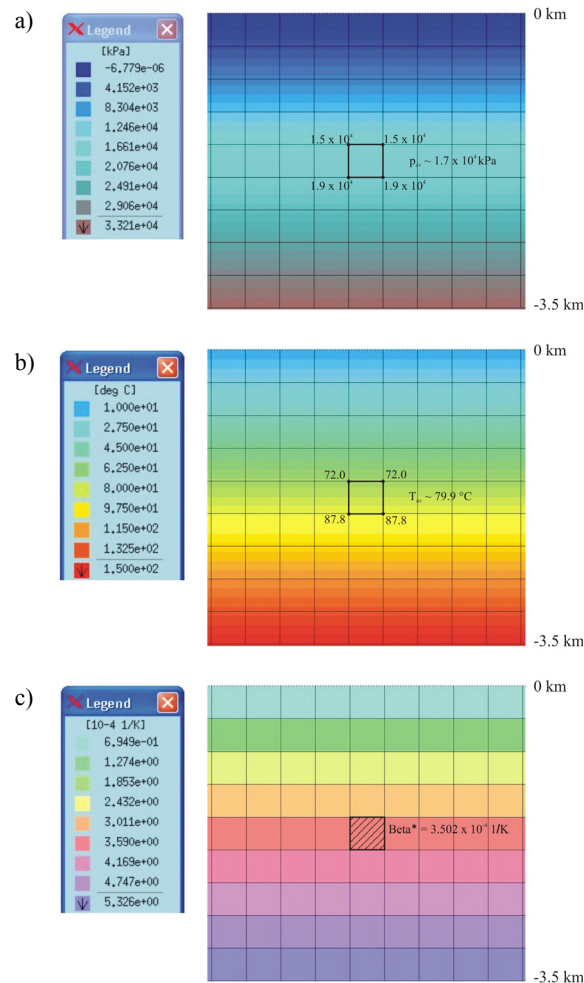 a)
Legend
[kPa]
-6.779e-06
4.152e+03
8.304e+03
1.246e+04
1.661e+04
2.076e+04
2.491e+04
2.906e+04
3.321e+04
0 km
1.5 x 10⁴ 1.5 x 10⁴
pav ~ 1.7 x 10⁴ kPa
1.9 x 10⁴ 1.9 x 10⁴
-3.5 km
b)
Legend
[deg C]
1.000e+01
2.750e+01
4.500e+01
6.250e+01
8.000e+01
9.750e+01
1.150e+02
1.325e+02
1.500e+02
0 km
72.0 72.0
Tav ~ 79.9 °C
87.8 87.8
-3.5 km
c)
Legend
[10-4 1/K]
6.949e-01
1.274e+00
1.853e+00
2.432e+00
3.011e+00
3.590e+00
4.169e+00
4.747e+00
5.326e+00
0 km
Beta* = 3.502 x 10⁻⁴ 1/K
-3.5 km